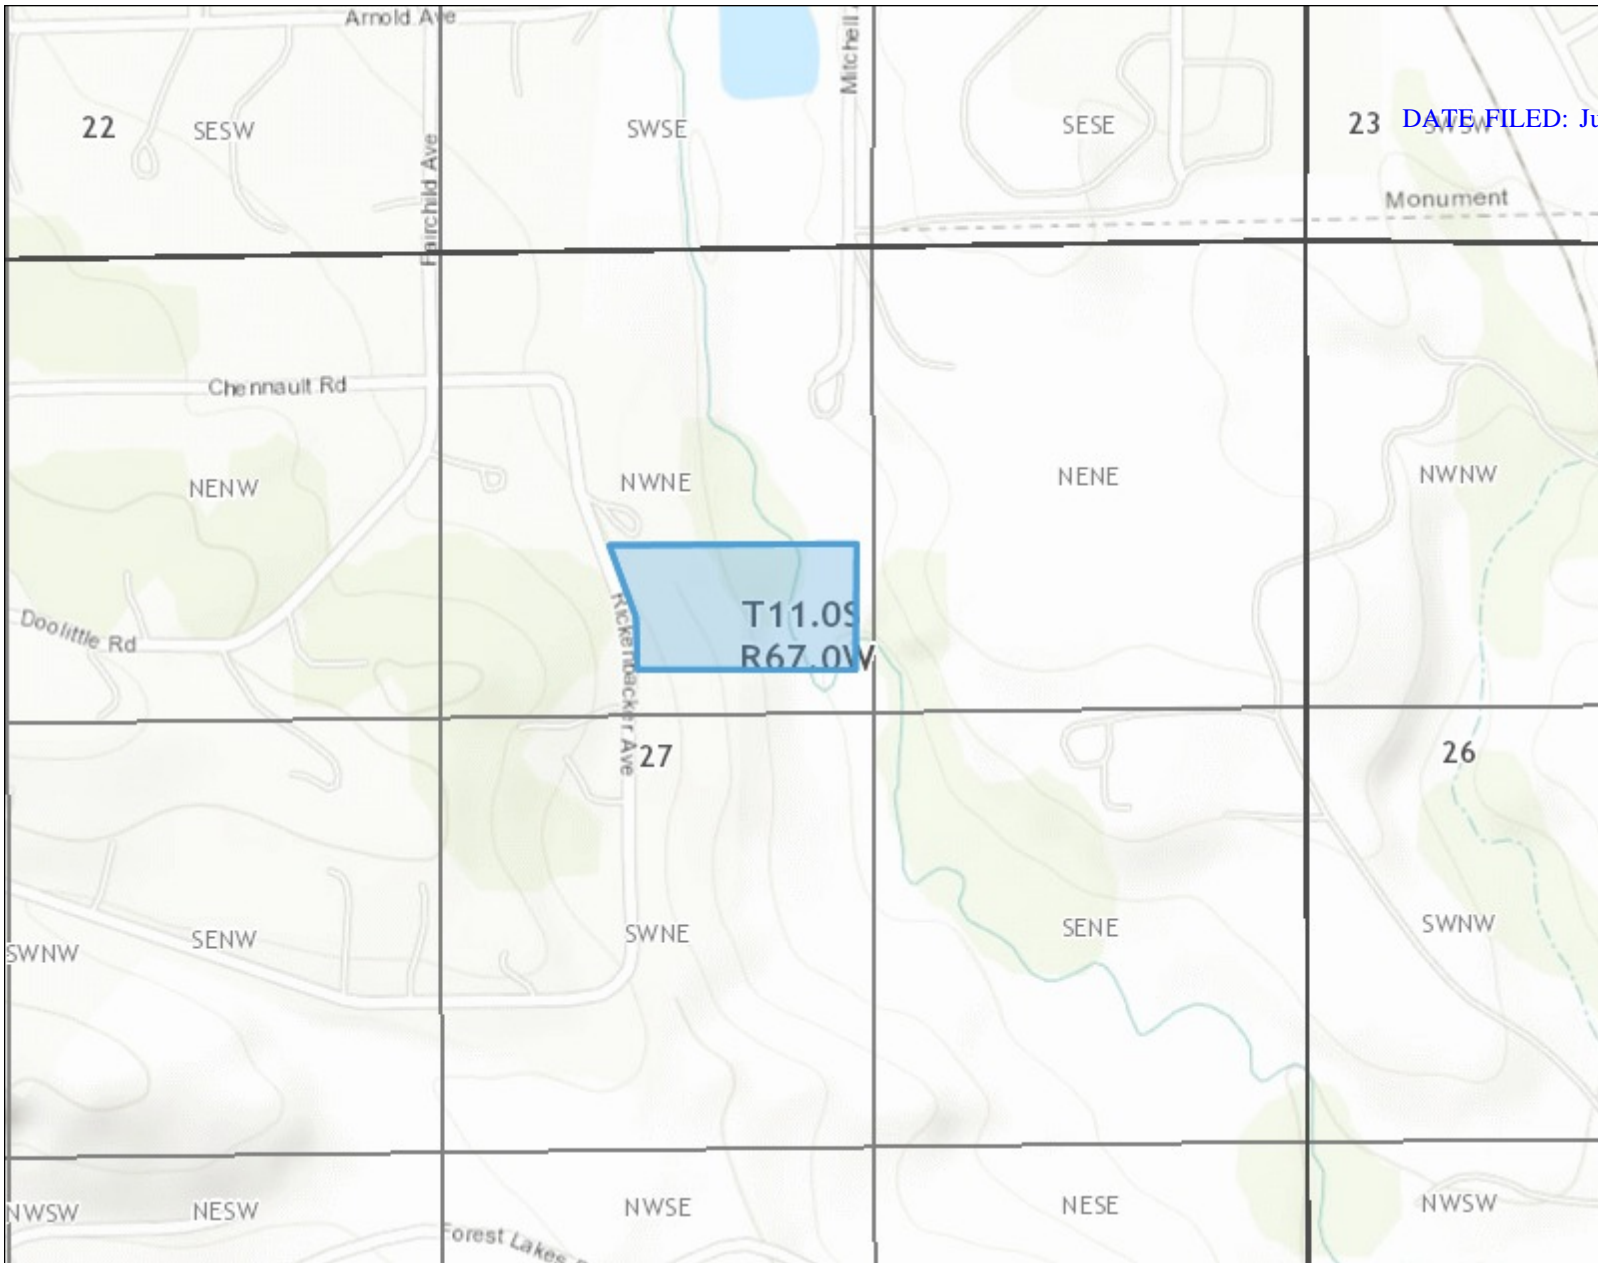 Arnold Ave
Mitchell
22
SESW
SWSE
SESE
23
SWSW
DATE FILED:
Fairchild Ave
Monument
Chennault Rd
NENW
NWNE
NENE
NWNW
T11.0S
R67.0W
Doolittle Rd
Rickenbacker Ave
27
26
SWNW
SENW
SWNE
SENE
SWNW
NWSW
NESW
NWSE
NESE
NWSW
Forest Lakes